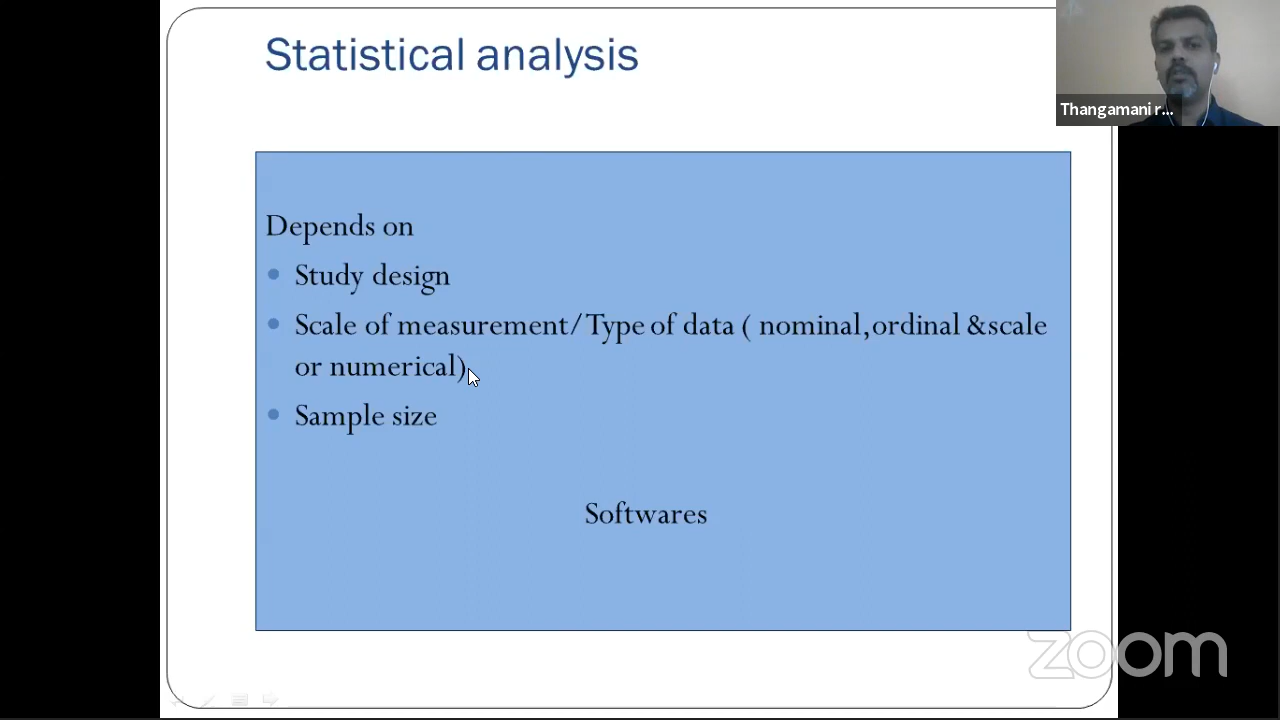 Statistical analysis
Thangamani r...
Depends on
Study design
Scale of measurement/Type of data ( nominal,ordinal &scale
or numerical)
Sample size
Softwares
zoom